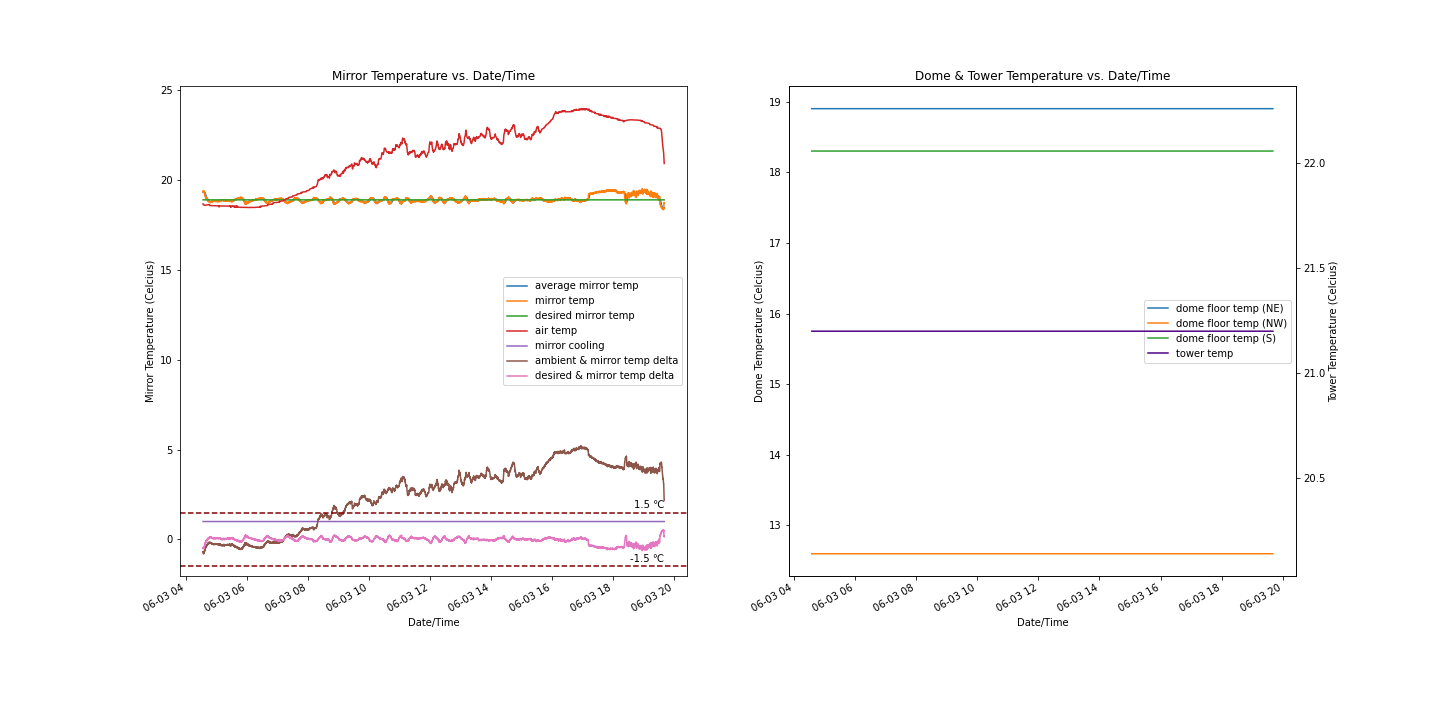 Mirror Temperature vs. Date/Time
25
20
15
10
5
0
Mirror Temperature (Celcius)
average mirror temp
mirror temp
desired mirror temp
air temp
mirror cooling
ambient & mirror temp delta
desired & mirror temp delta
1.5 °C
-1.5 °C
06-03 04
06-03 06
06-03 08
06-03 10
06-03 12
06-03 14
06-03 16
06-03 18
06-03 20
Date/Time
Dome & Tower Temperature vs. Date/Time
19
18
17
16
15
14
13
Dome Temperature (Celcius)
dome floor temp (NE)
dome floor temp (NW)
dome floor temp (S)
tower temp
22.0
21.5
21.0
20.5
Tower Temperature (Celcius)
06-03 04
06-03 06
06-03 08
06-03 10
06-03 12
06-03 14
06-03 16
06-03 18
06-03 20
Date/Time